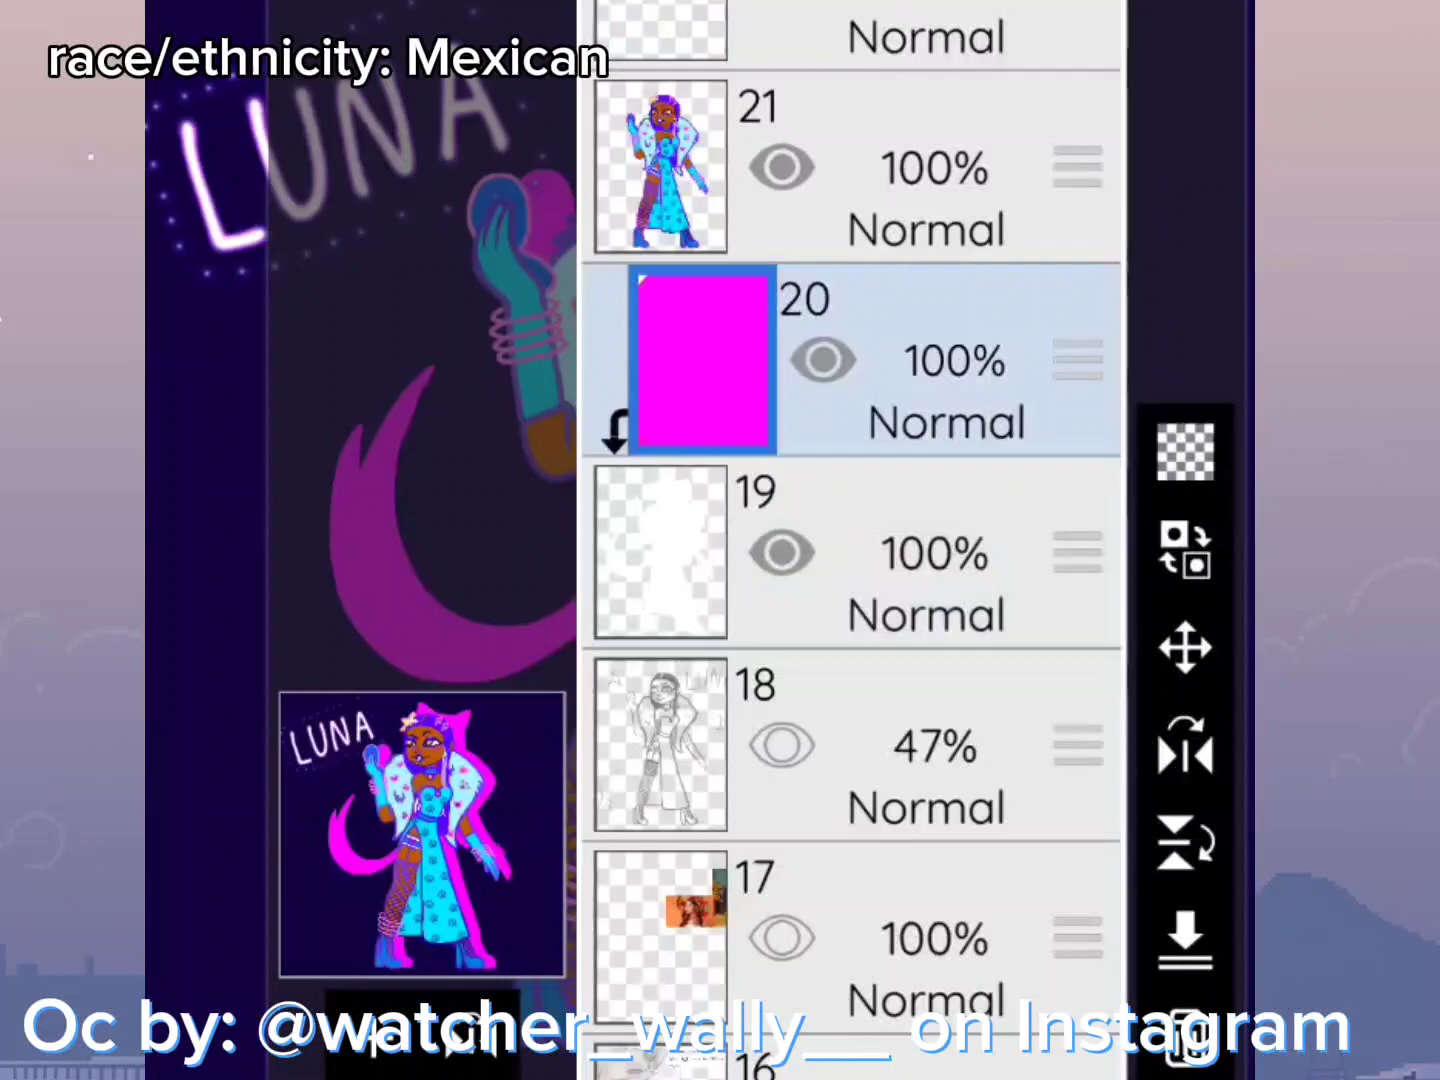 race/ethnicity: Mexican
LUNA
Normal
21
100%
Normal
20
100%
Normal
19
100%
Normal
18
47%
Normal
LUNA
17
100%
Normal
Oc by: @watcher_wally__ on Instagram
16